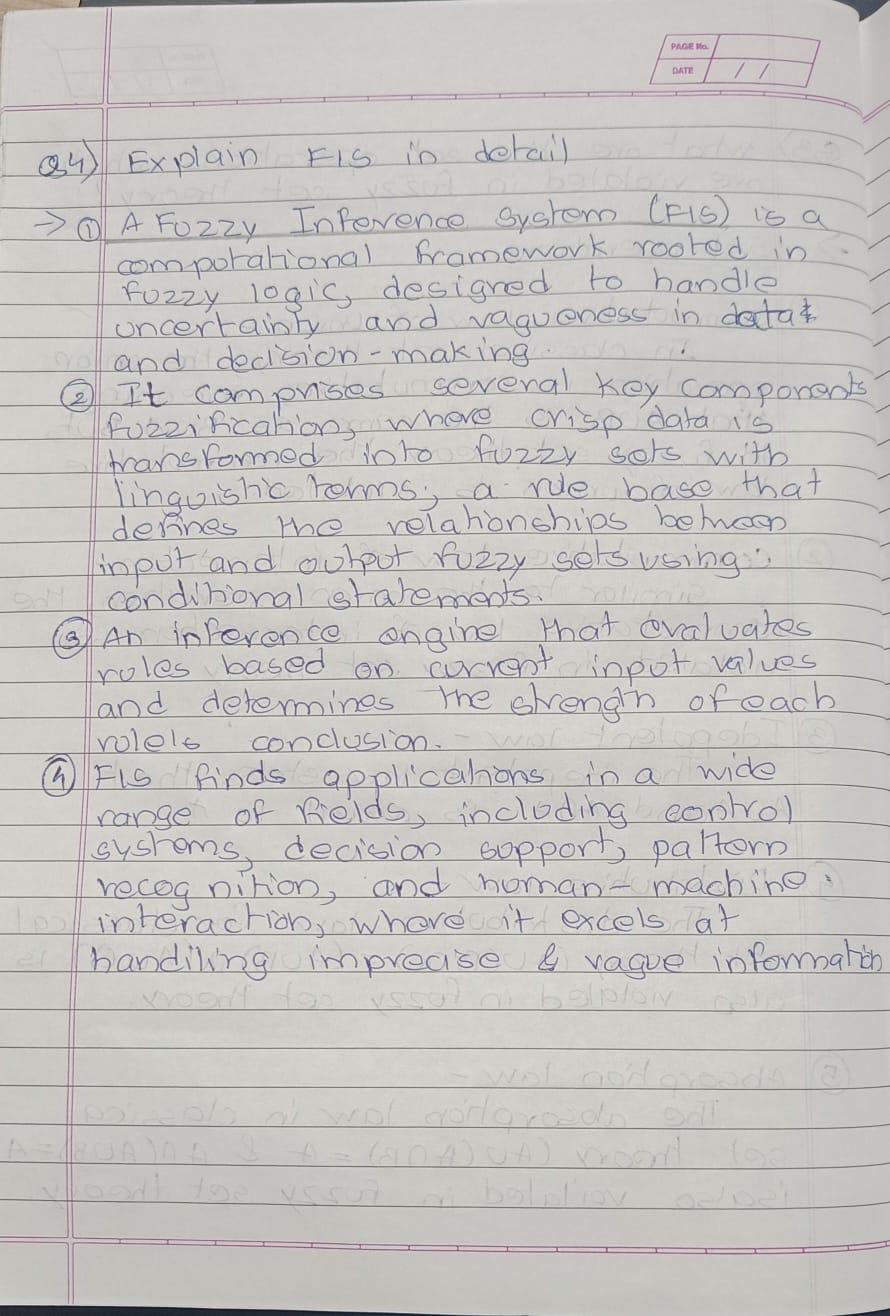 PAGE No.
DATE / /
Q4) Explain FIS in detail
→ ① A Fuzzy Inference System (FIS) is a
computational framework rooted in
fuzzy logic, designed to handle
uncertainty and vagueness in data
and decision-making.
② It comprises several key components
fuzzification, where crisp data is
transformed into fuzzy sets with
linguistic terms; a rule base that
defines the relationships between
input and output fuzzy sets using
conditional statements.
③ An inference engine that evaluates
rules based on current input values
and determines the strength of each
rule's conclusion.
④ FIS finds applications in a wide
range of fields, including control
systems, decision support, pattern
recognition, and human-machine
interaction, where it excels at
handiling imprecise & vague information